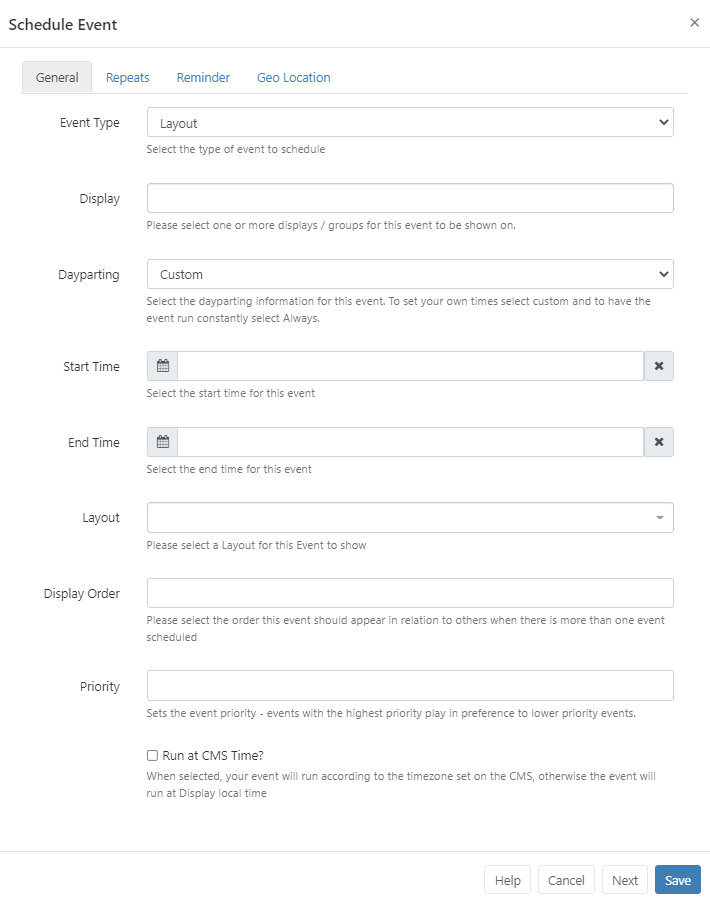 Schedule Event
×
General Repeats Reminder Geo Location
Event Type
Layout
Select the type of event to schedule
Display
Please select one or more displays / groups for this event to be shown on.
Dayparting
Custom
Select the dayparting information for this event. To set your own times select custom and to have the
event run constantly select Always.
Start Time
Select the start time for this event
End Time
Select the end time for this event
Layout
Please select a Layout for this Event to show
Display Order
Please select the order this event should appear in relation to others when there is more than one event
scheduled
Priority
Sets the event priority - events with the highest priority play in preference to lower priority events.
Run at CMS Time?
When selected, your event will run according to the timezone set on the CMS, otherwise the event will
run at Display local time
Help Cancel Next Save